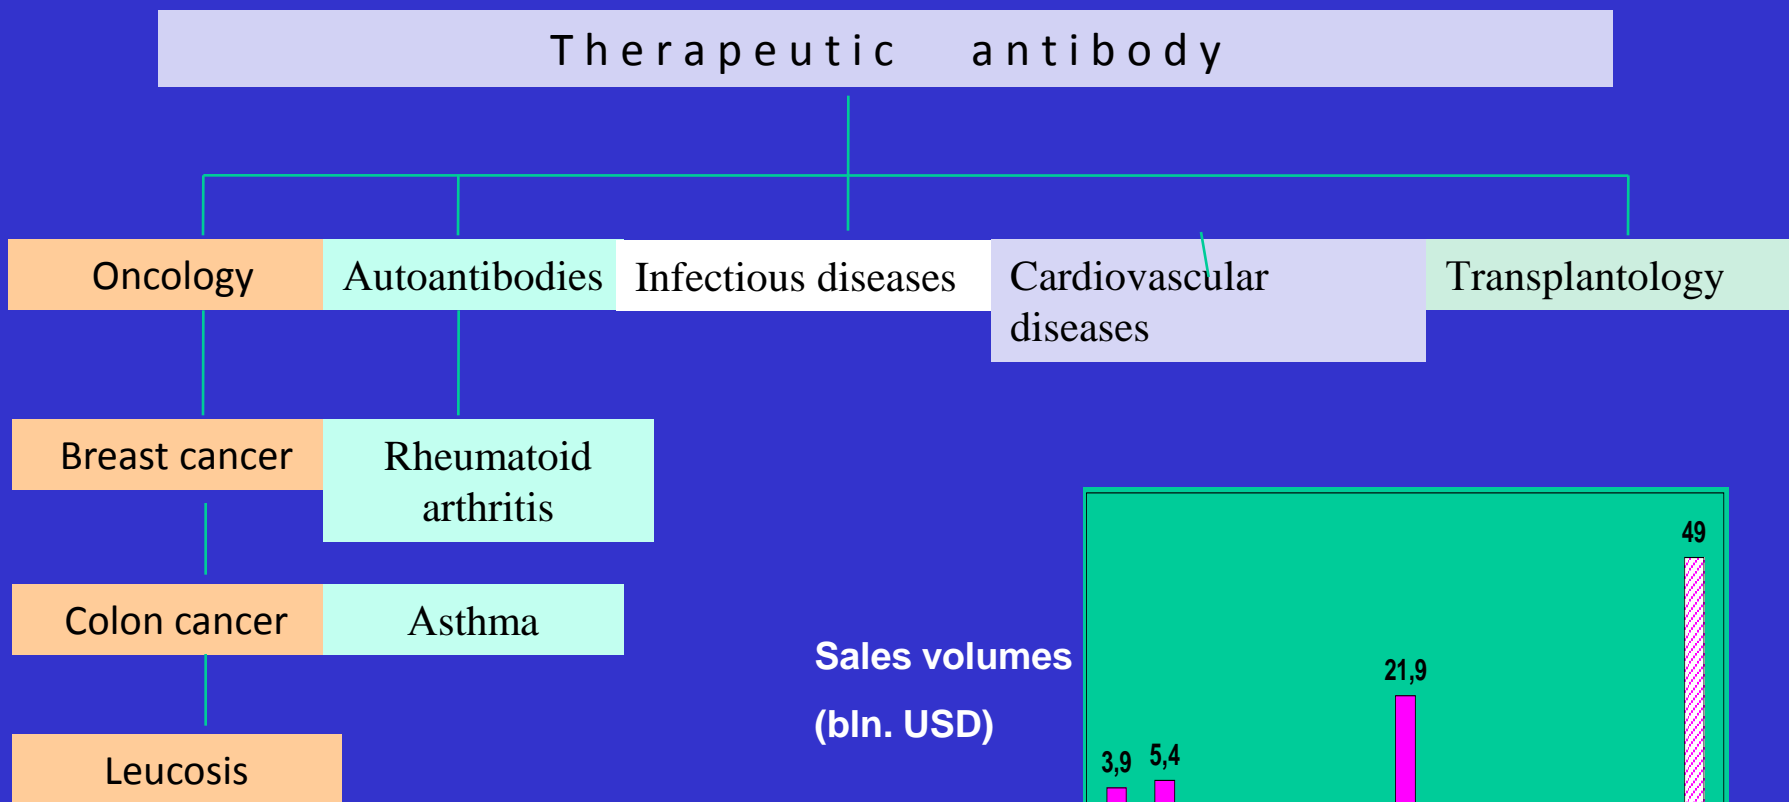 Therapeutic antibody
Oncology
Autoantibodies
Infectious diseases
Cardiovascular
diseases
Transplantology
Breast cancer
Rheumatoid
arthritis
Colon cancer
Asthma
Leucosis
Sales volumes
(bln. USD)
3,9
5,4
21,9
49